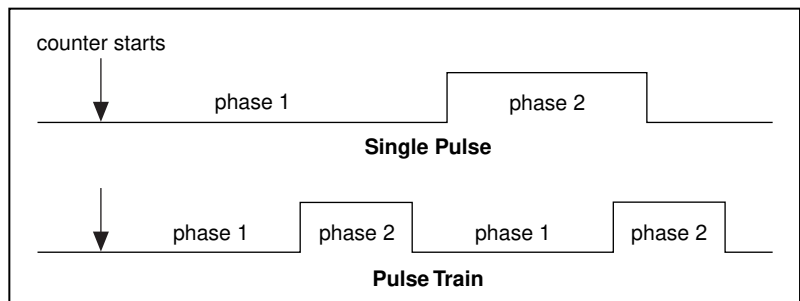 counter starts
phase 1
phase 2
Single Pulse
phase 1 phase 2 phase 1 phase 2
Pulse Train